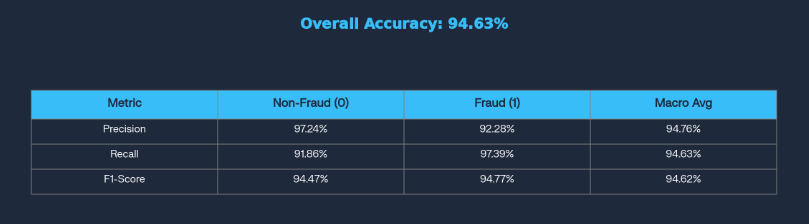 Overall Accuracy: 94.63%
Metric Non-Fraud (0) Fraud (1) Macro Avg
Precision 97.24% 92.28% 94.76%
Recall 91.86% 97.39% 94.63%
F1-Score 94.47% 94.77% 94.62%